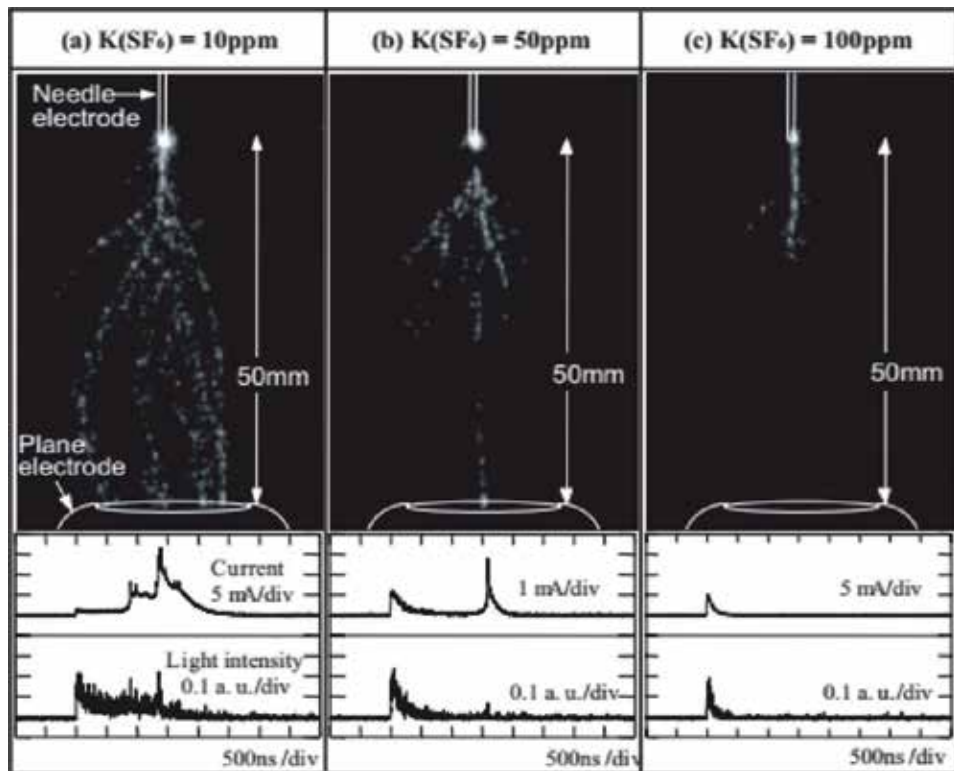 (a) K(SF₆) = 10ppm
(b) K(SF₆) = 50ppm
(c) K(SF₆) = 100ppm
Needle
electrode
50mm
50mm
50mm
Plane
electrode
Current
5 mA/div
1 mA/div
5 mA/div
Light intensity
0.1 a. u./div
0.1 a. u./div
0.1 a. u./div
500ns/div
500ns/div
500ns/div